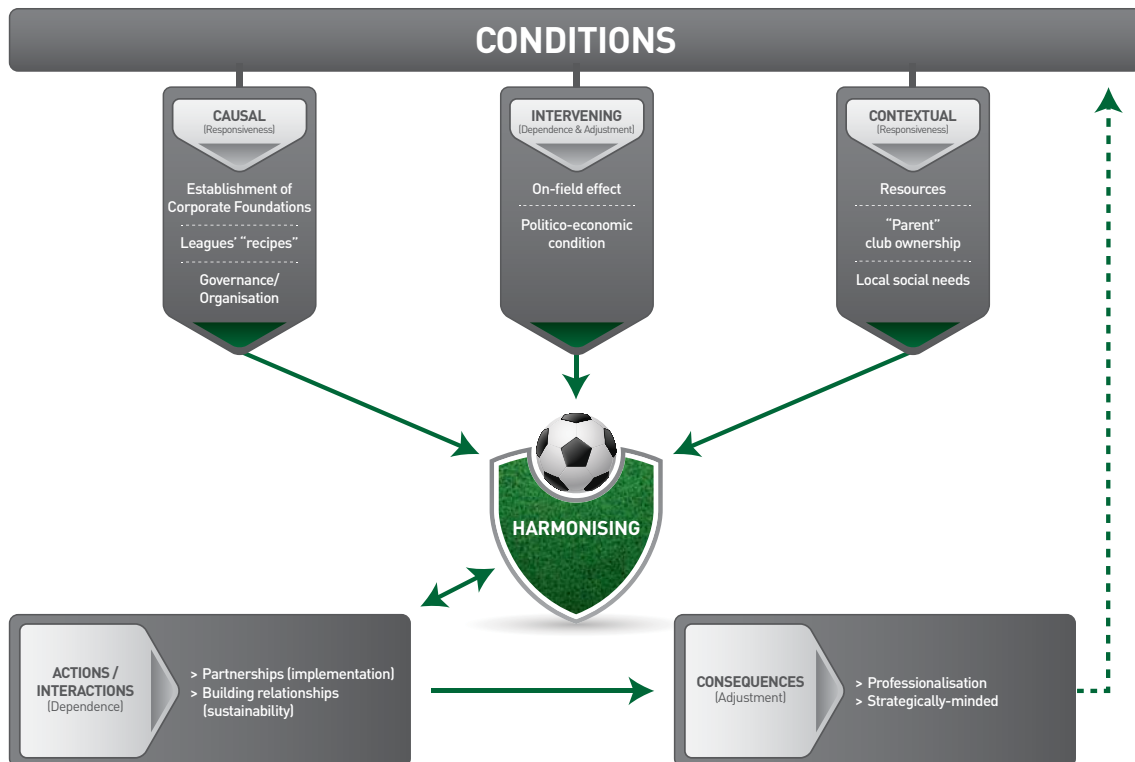 CONDITIONS
CAUSAL
(Responsiveness)
Establishment of
Corporate Foundations
Leagues’ “recipes”
Governance/
Organisation
INTERVENING
(Dependence & Adjustment)
On-field effect
Politico-economic
condition
CONTEXTUAL
(Responsiveness)
Resources
“Parent”
club ownership
Local social needs
HARMONISING
ACTIONS /
INTERACTIONS
(Dependence)
> Partnerships (implementation)
> Building relationships
(sustainability)
CONSEQUENCES
(Adjustment)
> Professionalisation
> Strategically-minded